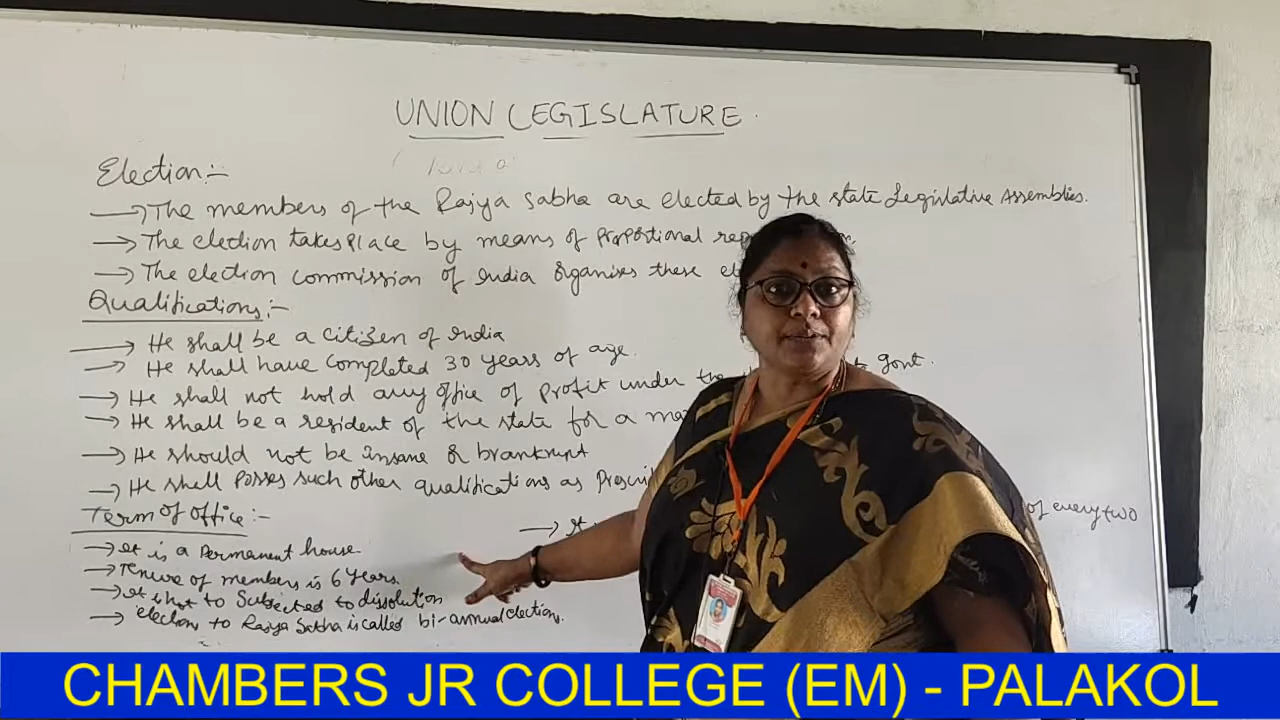 UNION LEGISLATURE.
Election:-
→ The members of the Rajya Sabha are elected by the state Legislative Assemblies.
→ The election takes place by means of proportional
→ The election commission of India Organises these
Qualifications:-
→ He shall be a citizen of India
→ He shall have completed 30 years of age.
→ He shall not hold any office of profit under the govt.
→ He shall be a resident of the state for a
→ He should not be insane & brankrupt
→ He shall Posses such other qualifications as
Term of office:-
→ of every two
→ It is a Permanent house.
→ Tenure of members is 6 years.
→ It is not to Subjected to dissolution
→ elections to Rajya Sabha is called bi-annual elections.
CHAMBERS JR COLLEGE (EM) - PALAKOL